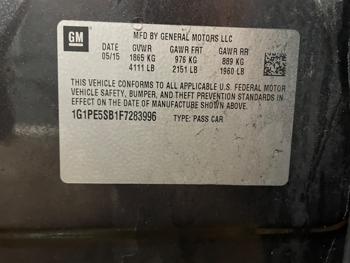 GM
MFD BY GENERAL MOTORS LLC
DATE GVWR GAWR FRT GAWR RR
05/15 1865 KG 976 KG 889 KG
4111 LB 2151 LB 1960 LB
THIS VEHICLE CONFORMS TO ALL APPLICABLE U.S. FEDERAL MOTOR
VEHICLE SAFETY, BUMPER, AND THEFT PREVENTION STANDARDS IN
EFFECT ON THE DATE OF MANUFACTURE SHOWN ABOVE.
1G1PE5SB1F7283996 TYPE: PASS CAR